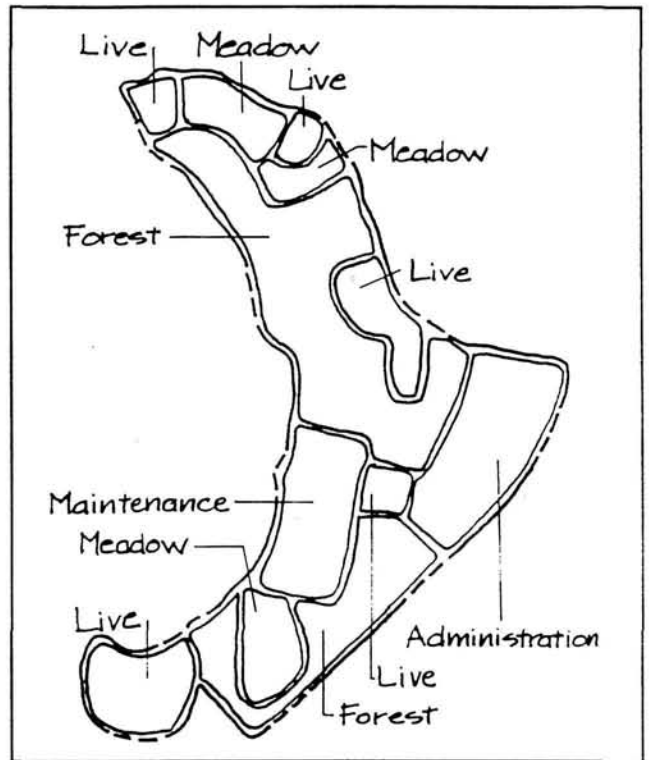 Live
Meadow
Live
Meadow
Forest
Live
Maintenance
Meadow
Live
Administration
Live
Forest